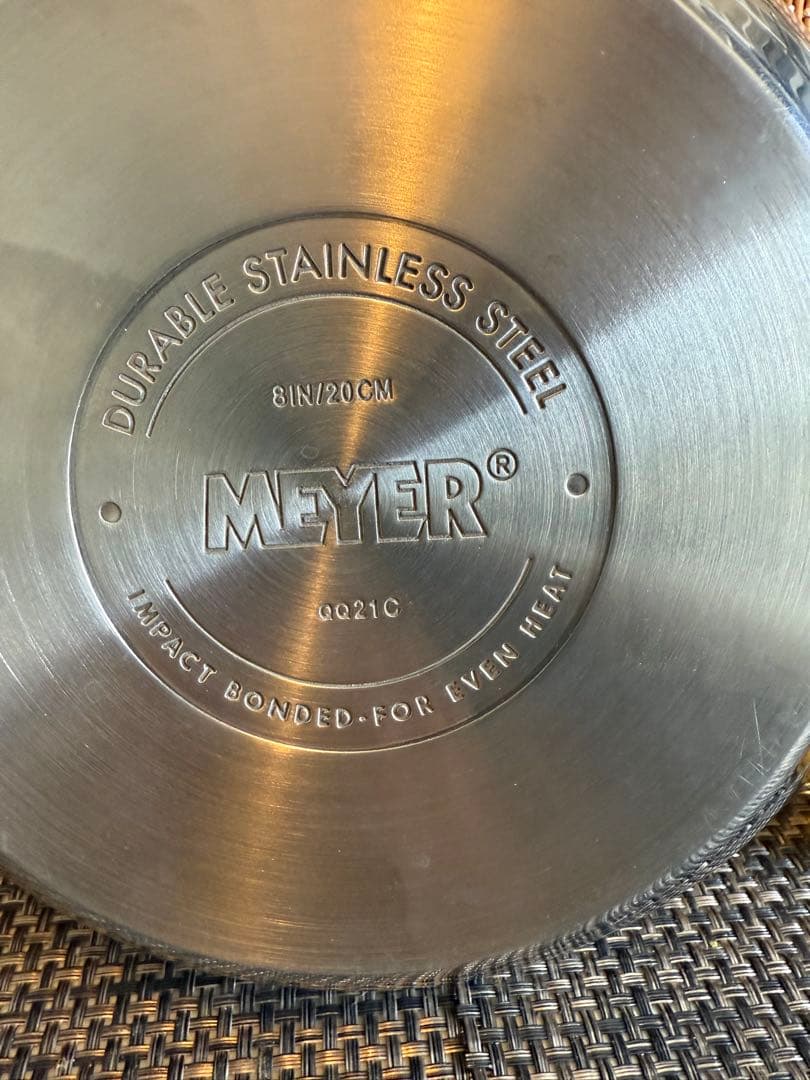 DURABLE STAINLESS STEEL
8IN/20CM
MEYER®
QQ21C
IMPACT BONDED·FOR EVEN HEAT